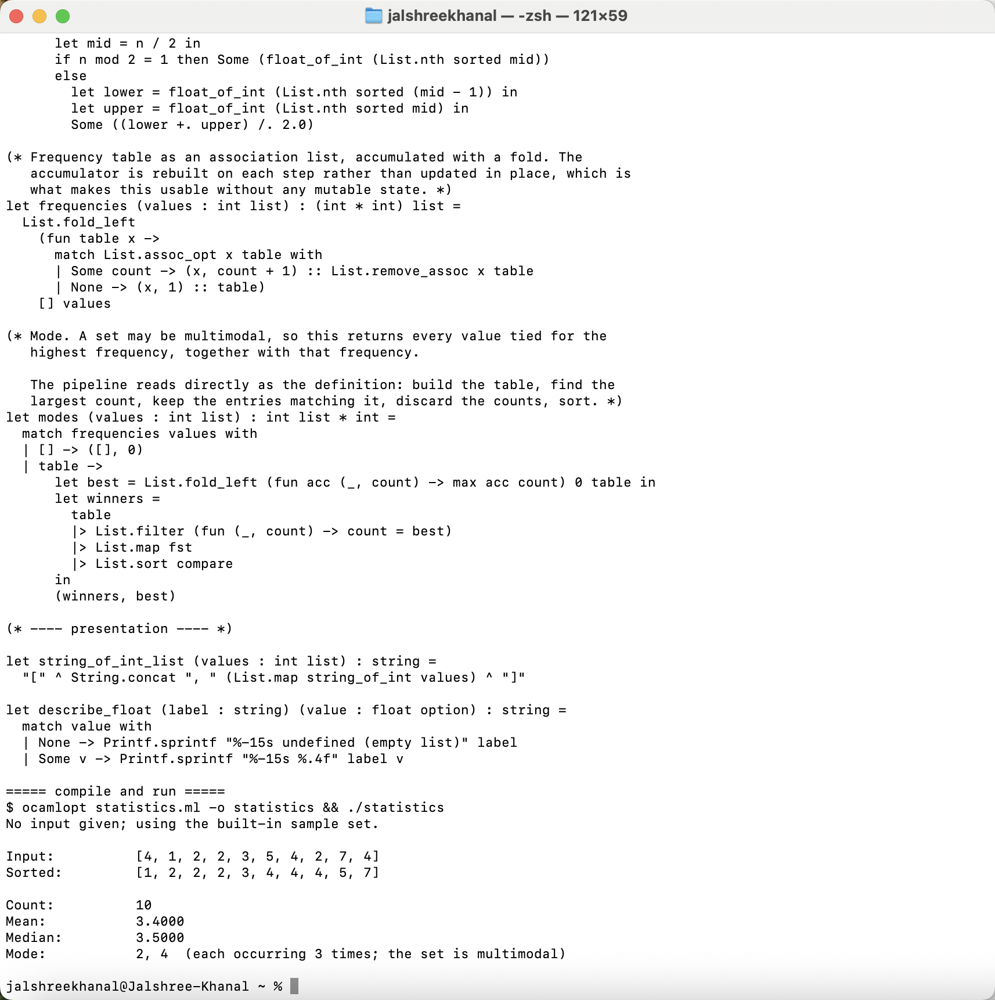 jalshreekhanal — -zsh — 121×59
      let mid = n / 2 in
      if n mod 2 = 1 then Some (float_of_int (List.nth sorted mid))
      else
        let lower = float_of_int (List.nth sorted (mid - 1)) in
        let upper = float_of_int (List.nth sorted mid) in
        Some ((lower +. upper) /. 2.0)

(* Frequency table as an association list, accumulated with a fold. The
   accumulator is rebuilt on each step rather than updated in place, which is
   what makes this usable without any mutable state. *)
let frequencies (values : int list) : (int * int) list =
  List.fold_left
    (fun table x ->
      match List.assoc_opt x table with
      | Some count -> (x, count + 1) :: List.remove_assoc x table
      | None -> (x, 1) :: table)
    [] values

(* Mode. A set may be multimodal, so this returns every value tied for the
   highest frequency, together with that frequency.

   The pipeline reads directly as the definition: build the table, find the
   largest count, keep the entries matching it, discard the counts, sort. *)
let modes (values : int list) : int list * int =
  match frequencies values with
  | [] -> ([], 0)
  | table ->
      let best = List.fold_left (fun acc (_, count) -> max acc count) 0 table in
      let winners =
        table
        |> List.filter (fun (_, count) -> count = best)
        |> List.map fst
        |> List.sort compare
      in
      (winners, best)

(* ---- presentation ---- *)

let string_of_int_list (values : int list) : string =
  "[" ^ String.concat ", " (List.map string_of_int values) ^ "]"

let describe_float (label : string) (value : float option) : string =
  match value with
  | None -> Printf.sprintf "%-15s undefined (empty list)" label
  | Some v -> Printf.sprintf "%-15s %.4f" label v

===== compile and run =====
$ ocamlopt statistics.ml -o statistics && ./statistics
No input given; using the built-in sample set.

Input:          [4, 1, 2, 2, 3, 5, 4, 2, 7, 4]
Sorted:         [1, 2, 2, 2, 3, 4, 4, 4, 5, 7]

Count:          10
Mean:           3.4000
Median:         3.5000
Mode:           2, 4  (each occurring 3 times; the set is multimodal)

jalshreekhanal@Jalshree-Khanal ~ %